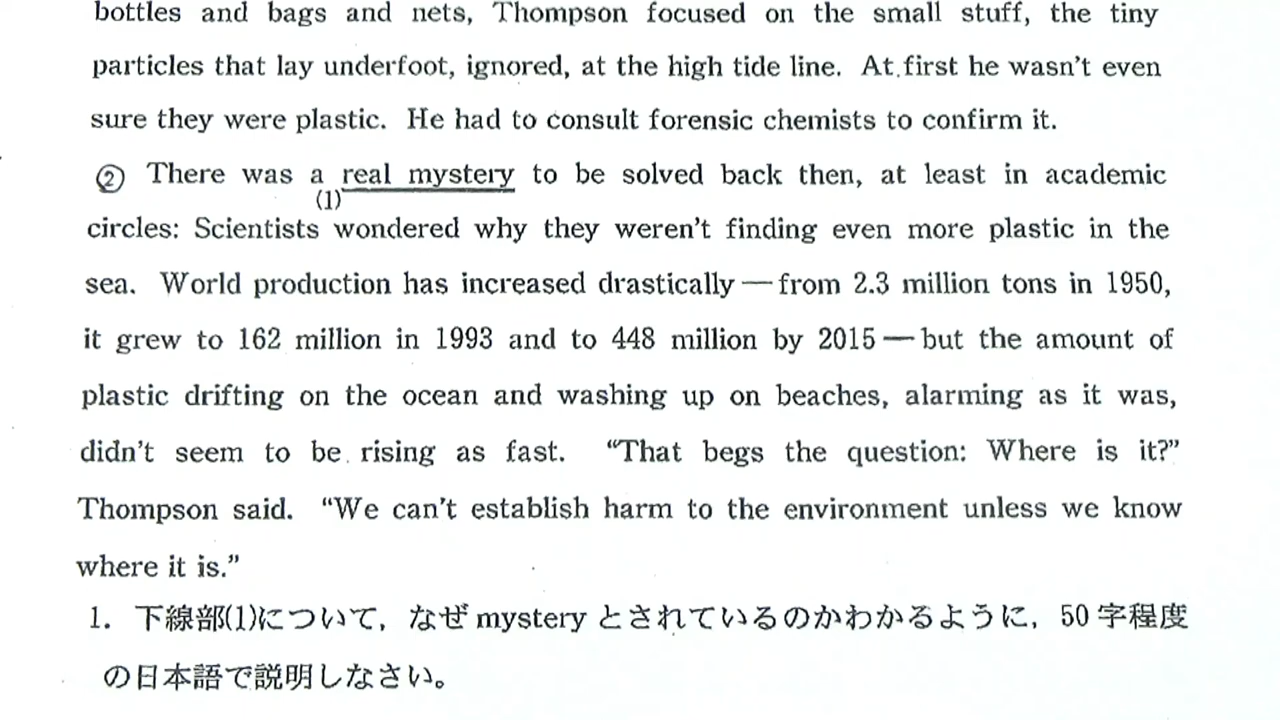 bottles and bags and nets, Thompson focused on the small stuff, the tiny
particles that lay underfoot, ignored, at the high tide line. At first he wasn't even
sure they were plastic. He had to consult forensic chemists to confirm it.
② There was a real mystery to be solved back then, at least in academic
(1)
circles: Scientists wondered why they weren't finding even more plastic in the
sea. World production has increased drastically — from 2.3 million tons in 1950,
it grew to 162 million in 1993 and to 448 million by 2015 — but the amount of
plastic drifting on the ocean and washing up on beaches, alarming as it was,
didn't seem to be rising as fast. “That begs the question: Where is it?”
Thompson said. “We can't establish harm to the environment unless we know
where it is.”
1. 下線部(1)について，なぜ mystery とされているのかわかるように，50 字程度
の日本語で説明しなさい。